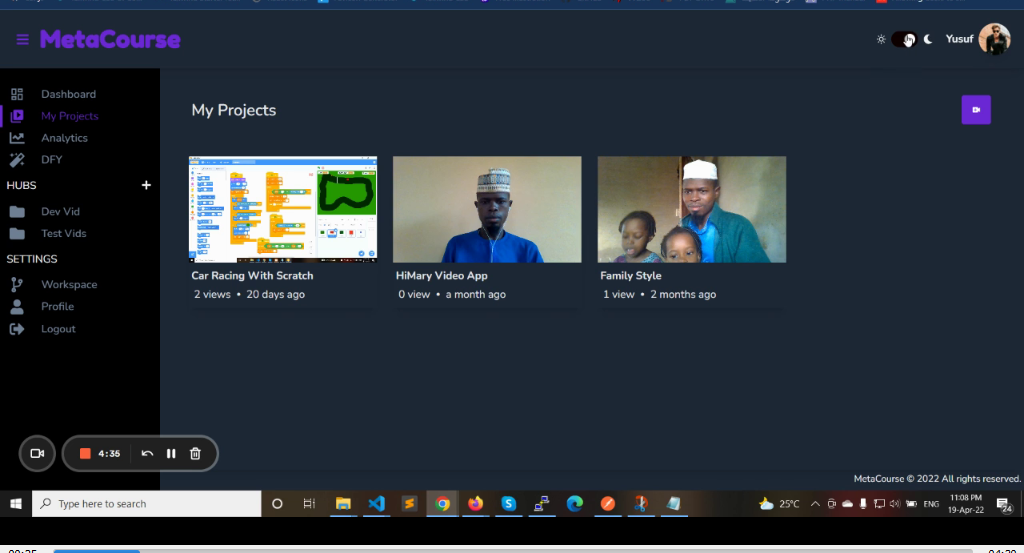 MetaCourse
Yusuf
Dashboard
My Projects
Analytics
DFY
HUBS +
Dev Vid
Test Vids
SETTINGS
Workspace
Profile
Logout
My Projects
Car Racing With Scratch
2 views • 20 days ago
HiMary Video App
0 view • a month ago
Family Style
1 view • 2 months ago
4:35
MetaCourse © 2022 All rights reserved.
Type here to search
25°C
ENG
11:08 PM
19-Apr-22
24